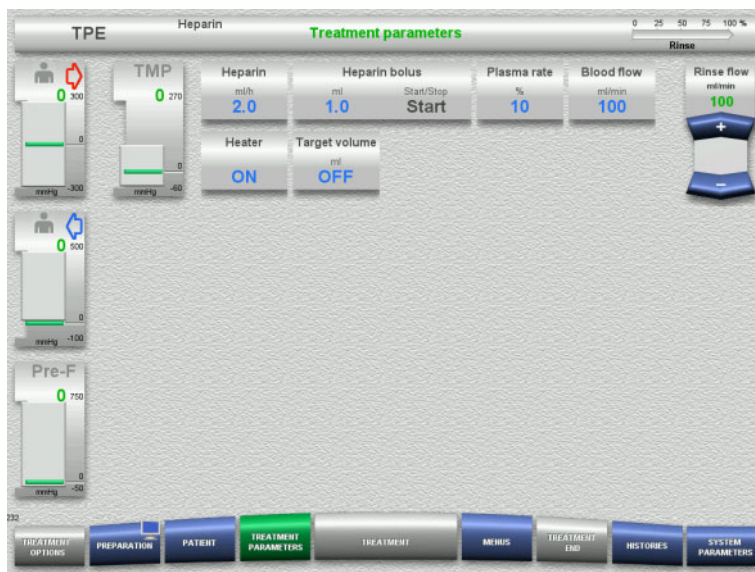 TPE
Heparin
Treatment parameters
0 25 50 75 100 %
Rinse
0 300
0
mmHg -300
TMP
0 270
0
mmHg -60
Heparin
ml/h
2.0
Heparin bolus
ml Start/Stop
1.0 Start
Plasma rate
%
10
Blood flow
ml/min
100
Rinse flow
ml/min
100
+
–
Heater
ON
Target volume
ml
OFF
0 500
0
mmHg -100
Pre-F
0 750
0
mmHg -50
232
TREATMENT
OPTIONS
PREPARATION
PATIENT
TREATMENT
PARAMETERS
TREATMENT
MENUS
TREATMENT
END
HISTORIES
SYSTEM
PARAMETERS